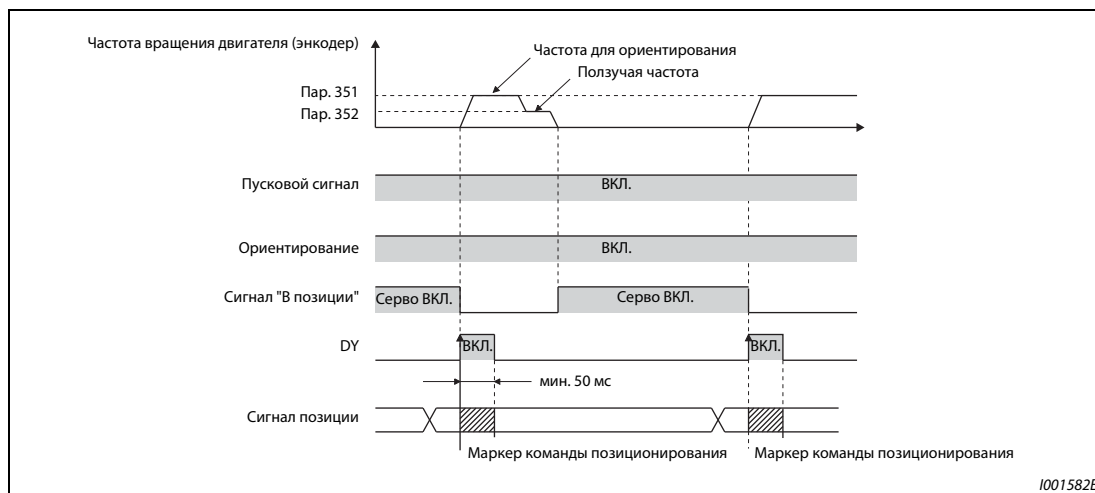 Частота вращения двигателя (энкодер)
Частота для ориентирования
Ползучая частота
Пар. 351
Пар. 352
Пусковой сигнал
ВКЛ.
Ориентирование
ВКЛ.
Сигнал "В позиции"
Серво ВКЛ.
Серво ВКЛ.
DY
ВКЛ.
ВКЛ.
мин. 50 мс
Сигнал позиции
Маркер команды позиционирования
Маркер команды позиционирования
I001582E